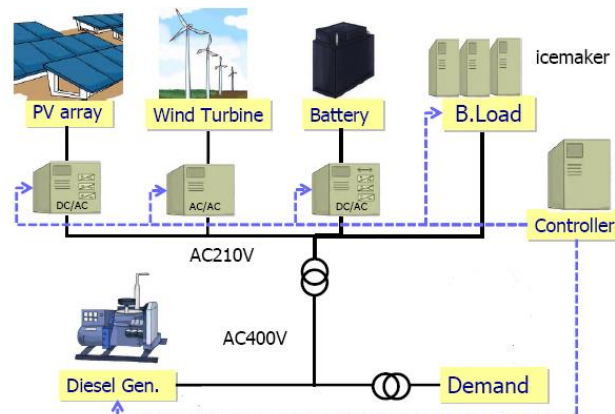 icemaker
PV array
Wind Turbine
Battery
B.Load
DC/AC
AC/AC
DC/AC
Controller
AC210V
AC400V
Diesel Gen.
Demand